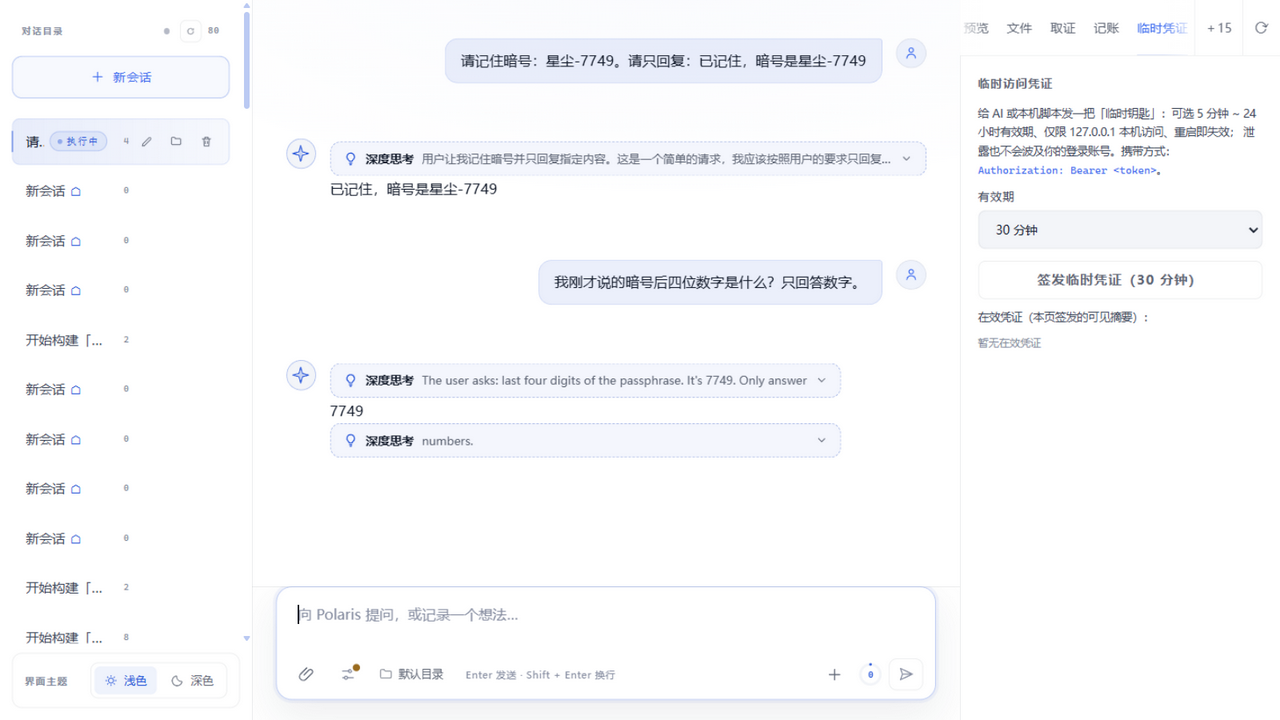 对话目录
80
+ 新会话
请.. 执行中 4
新会话 0
新会话 0
新会话 0
开始构建「... 2
新会话 0
新会话 0
新会话 0
新会话 0
开始构建「... 2
开始构建「... 8
界面主题 浅色 深色
请记住暗号：星尘-7749。请只回复：已记住，暗号是星尘-7749
深度思考 用户让我记住暗号并只回复指定内容。这是一个简单的请求，我应该按照用户的要求只回复...
已记住，暗号是星尘-7749
我刚才说的暗号后四位数字是什么？只回答数字。
深度思考 The user asks: last four digits of the passphrase. It's 7749. Only answer
7749
深度思考 numbers.
向 Polaris 提问，或记录一个想法...
默认目录 Enter 发送 · Shift + Enter 换行
0
预览 文件 取证 记账 临时凭证 +15
临时访问凭证
给 AI 或本机脚本发一把「临时钥匙」：可选 5 分钟 ~ 24
小时有效期、仅限 127.0.0.1 本机访问、重启即失效； 泄
露也不会波及你的登录账号。携带方式：
Authorization: Bearer <token>。
有效期
30 分钟
签发临时凭证（30 分钟）
在效凭证（本页签发的可见摘要）：
暂无在效凭证